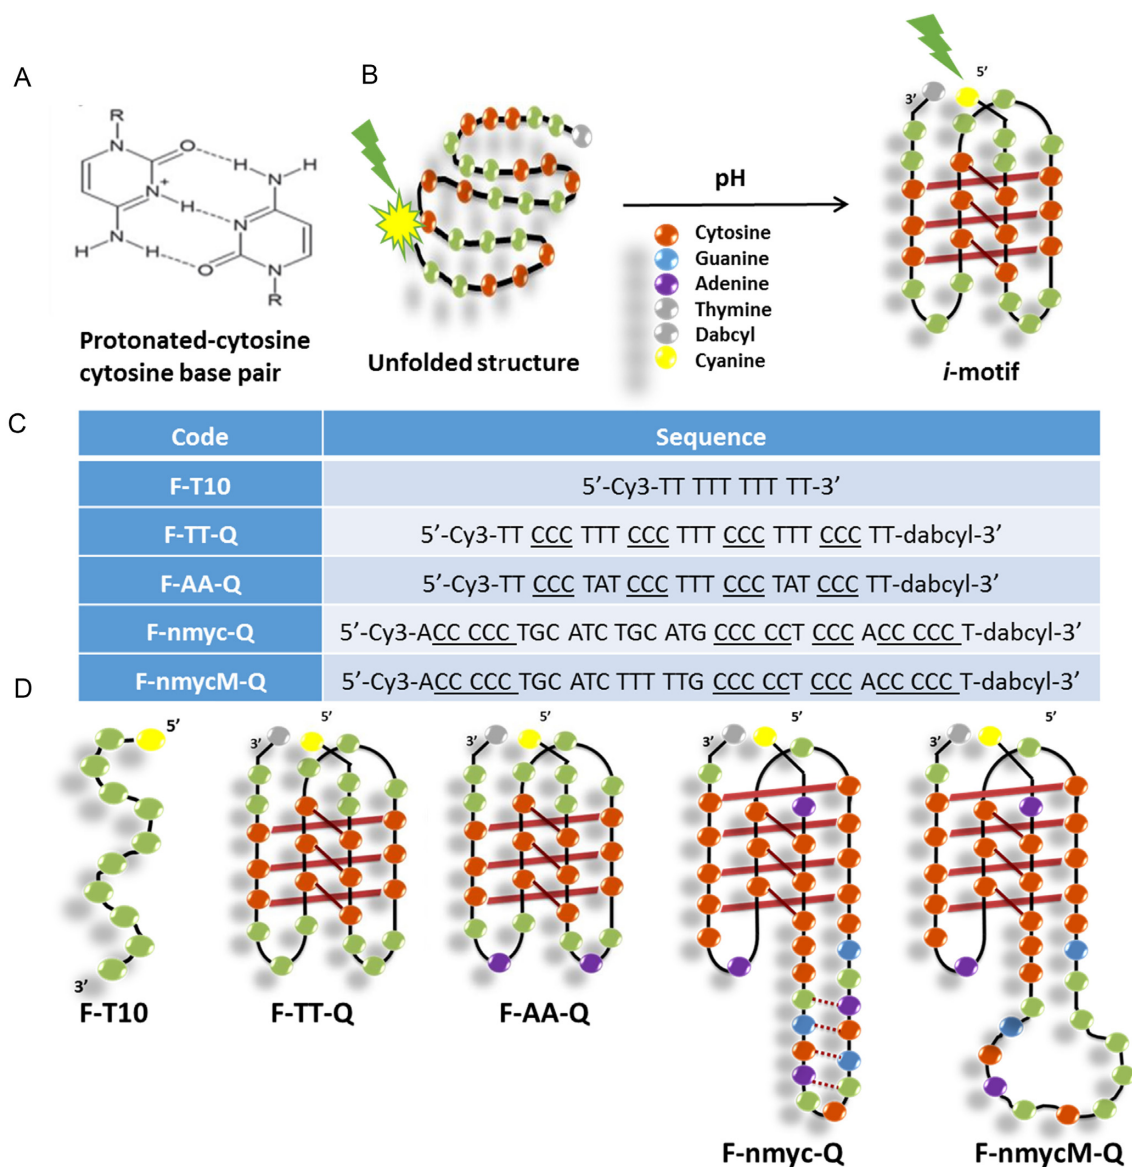 A
R
N
O
H
H
N
N+
H
N
N
H
H
O
N
R
Protonated-cytosine
cytosine base pair
B
Unfolded structure
pH
Cytosine
Guanine
Adenine
Thymine
Dabcyl
Cyanine
5’
3’
i-motif
C
Code Sequence
F-T10 5’-Cy3-TT TTT TTT TT-3’
F-TT-Q 5’-Cy3-TT CCC TTT CCC TTT CCC TTT CCC TT-dabcyl-3’
F-AA-Q 5’-Cy3-TT CCC TAT CCC TTT CCC TAT CCC TT-dabcyl-3’
F-nmyc-Q 5’-Cy3-ACC CCC TGC ATC TGC ATG CCC CCT CCC ACC CCC T-dabcyl-3’
F-nmycM-Q 5’-Cy3-ACC CCC TGC ATC TTT TTG CCC CCT CCC ACC CCC T-dabcyl-3’
D
5’
3’
F-T10
5’
3’
F-TT-Q
5’
3’
F-AA-Q
5’
3’
F-nmyc-Q
5’
3’
F-nmycM-Q